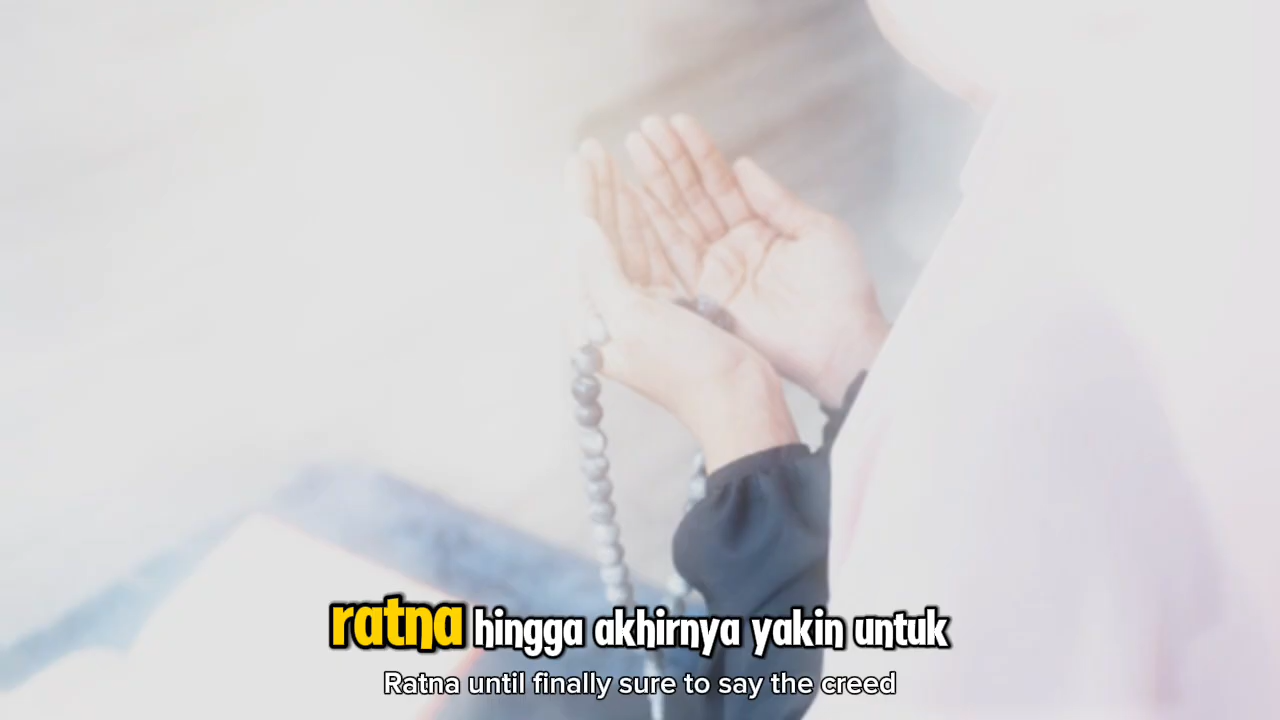 ratna hingga akhirnya yakin untuk
Ratna until finally sure to say the creed